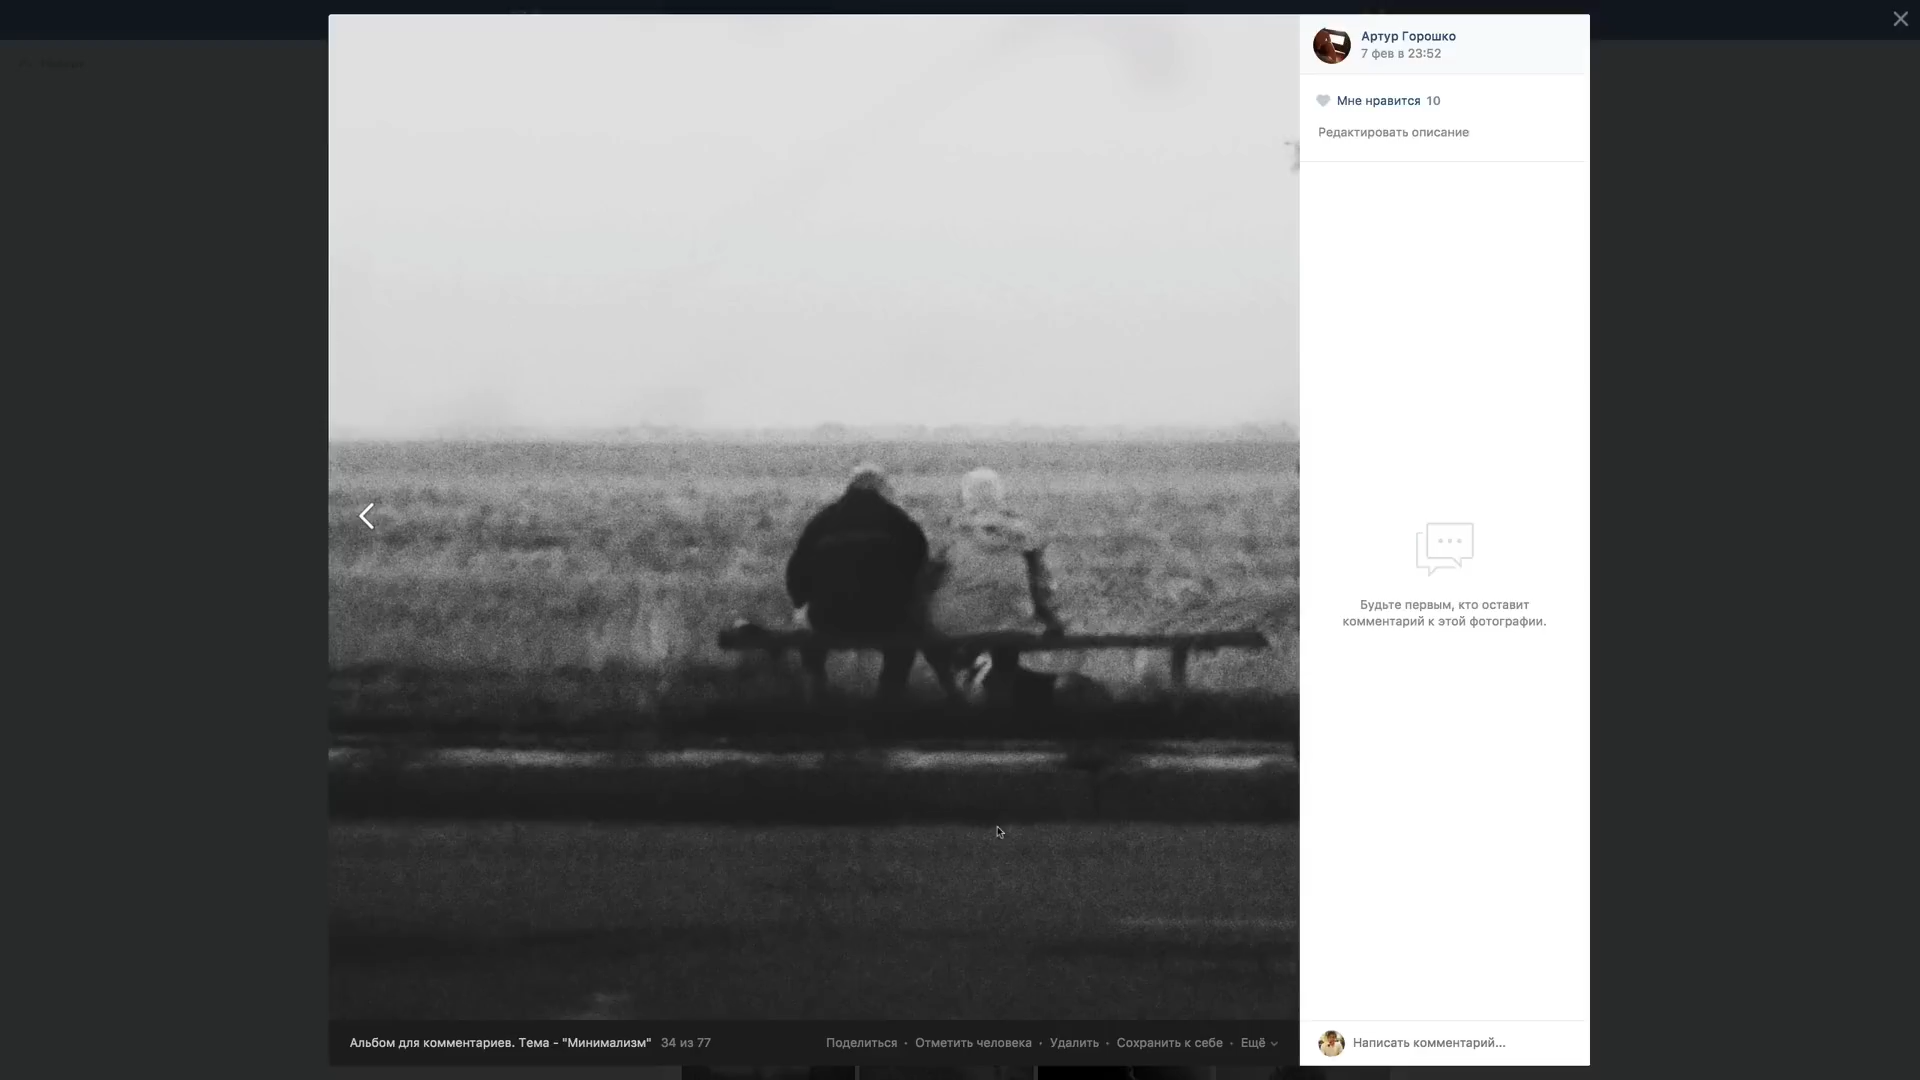 Артур Горошко
7 фев в 23:52
Мне нравится 10
Редактировать описание
Будьте первым, кто оставит
комментарий к этой фотографии.
Альбом для комментариев. Тема - "Минимализм" 34 из 77
Поделиться · Отметить человека · Удалить · Сохранить к себе · Ещё
Написать комментарий...